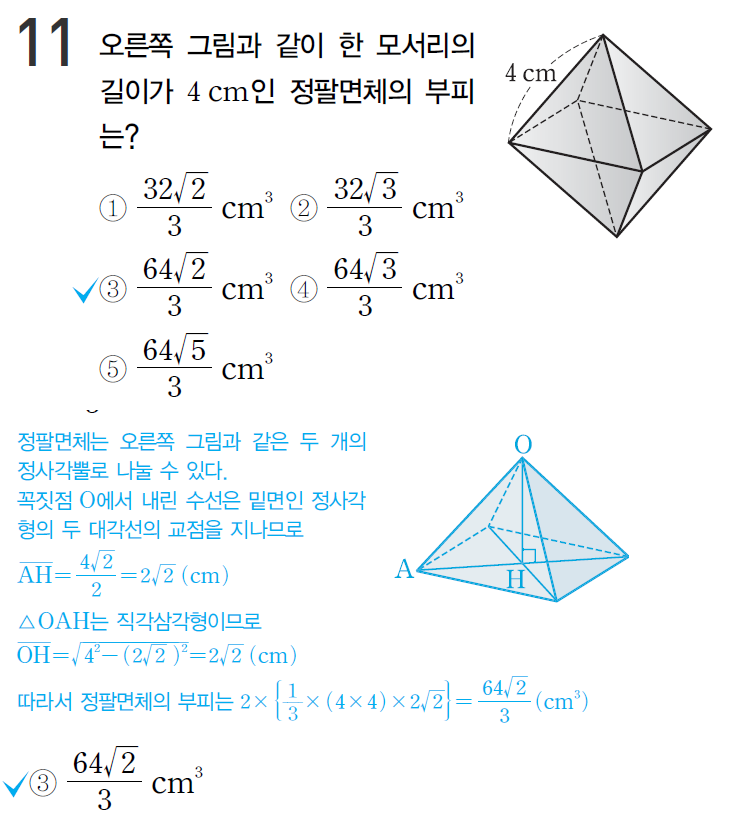 11 오른쪽 그림과 같이 한 모서리의
길이가 4 cm인 정팔면체의 부피
는?
4 cm
① 32√2/3 cm³ ② 32√3/3 cm³
✓③ 64√2/3 cm³ ④ 64√3/3 cm³
⑤ 64√5/3 cm³
정팔면체는 오른쪽 그림과 같은 두 개의
정사각뿔로 나눌 수 있다.
꼭짓점 O에서 내린 수선은 밑면인 정사각
형의 두 대각선의 교점을 지나므로
A̅H̅=4√2/2=2√2 (cm)
△OAH는 직각삼각형이므로
O̅H̅=√(4²-(2√2)²)=2√2 (cm)
따라서 정팔면체의 부피는 2×{1/3×(4×4)×2√2}=64√2/3 (cm³)
O
A
H
✓③ 64√2/3 cm³